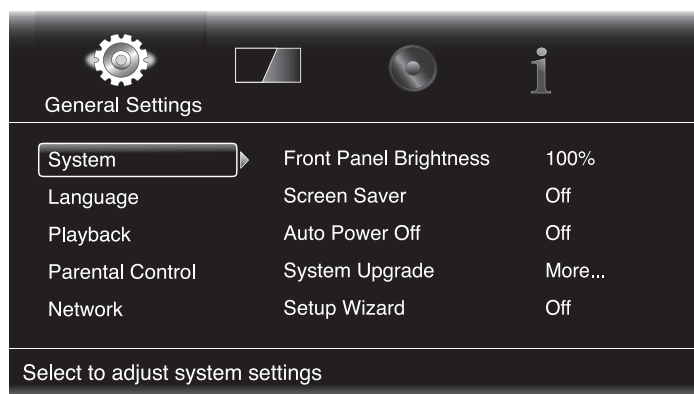 General Settings
System Front Panel Brightness 100%
Language Screen Saver Off
Playback Auto Power Off Off
Parental Control System Upgrade More...
Network Setup Wizard Off
Select to adjust system settings